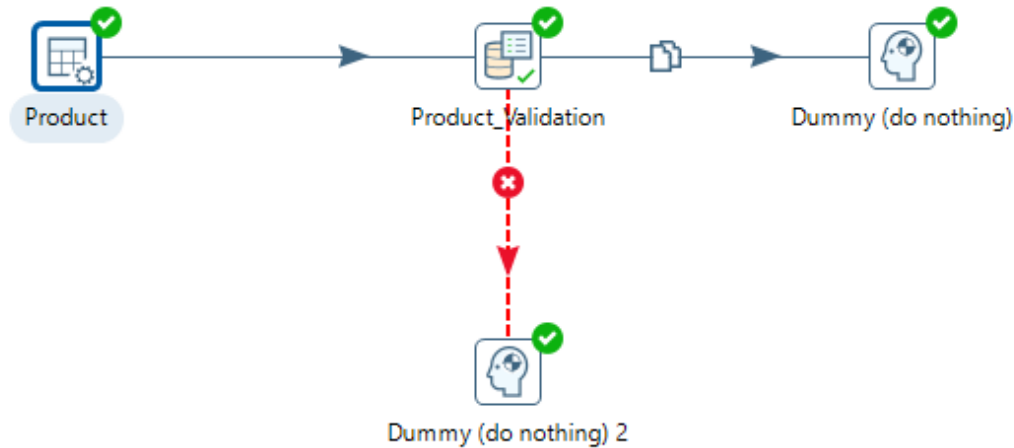 Product
Product_Validation
Dummy (do nothing)
Dummy (do nothing) 2